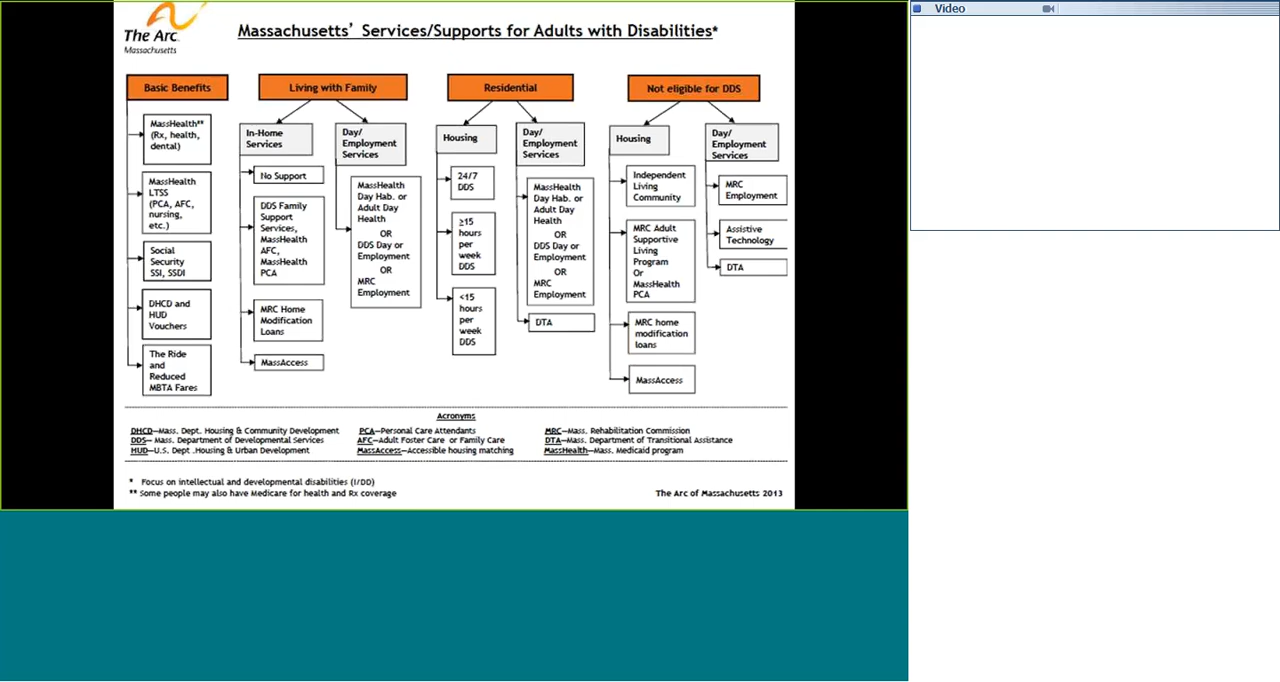 The Arc
Massachusetts
Massachusetts' Services/Supports for Adults with Disabilities*
Video
Basic Benefits
MassHealth**
(Rx, health,
dental)
MassHealth
LTSS
(PCA, AFC,
nursing,
etc.)
Social
Security
SSI, SSDI
DHCD and
HUD
Vouchers
The Ride
and
Reduced
MBTA Fares
Living with Family
In-Home
Services
No Support
DDS Family
Support
Services,
MassHealth
AFC,
MassHealth
PCA
MRC Home
Modification
Loans
MassAccess
Day/
Employment
Services
MassHealth
Day Hab. or
Adult Day
Health
OR
DDS Day or
Employment
OR
MRC
Employment
Residential
Housing
24/7
DDS
≥15
hours
per
week
DDS
<15
hours
per
week
DDS
Day/
Employment
Services
MassHealth
Day Hab. or
Adult Day
Health
OR
DDS Day or
Employment
OR
MRC
Employment
DTA
Not eligible for DDS
Housing
Independent
Living
Community
MRC Adult
Supportive
Living
Program
Or
MassHealth
PCA
MRC home
modification
loans
MassAccess
Day/
Employment
Services
MRC
Employment
Assistive
Technology
DTA
Acronyms
DHCD—Mass. Dept. Housing & Community Development
DDS— Mass. Department of Developmental Services
HUD—U.S. Dept .Housing & Urban Development
PCA—Personal Care Attendants
AFC—Adult Foster Care or Family Care
MassAccess—Accessible housing matching
MRC—Mass. Rehabilitation Commission
DTA—Mass. Department of Transitional Assistance
MassHealth—Mass. Medicaid program
* Focus on intellectual and developmental disabilities (I/DD)
** Some people may also have Medicare for health and Rx coverage
The Arc of Massachusetts 2013